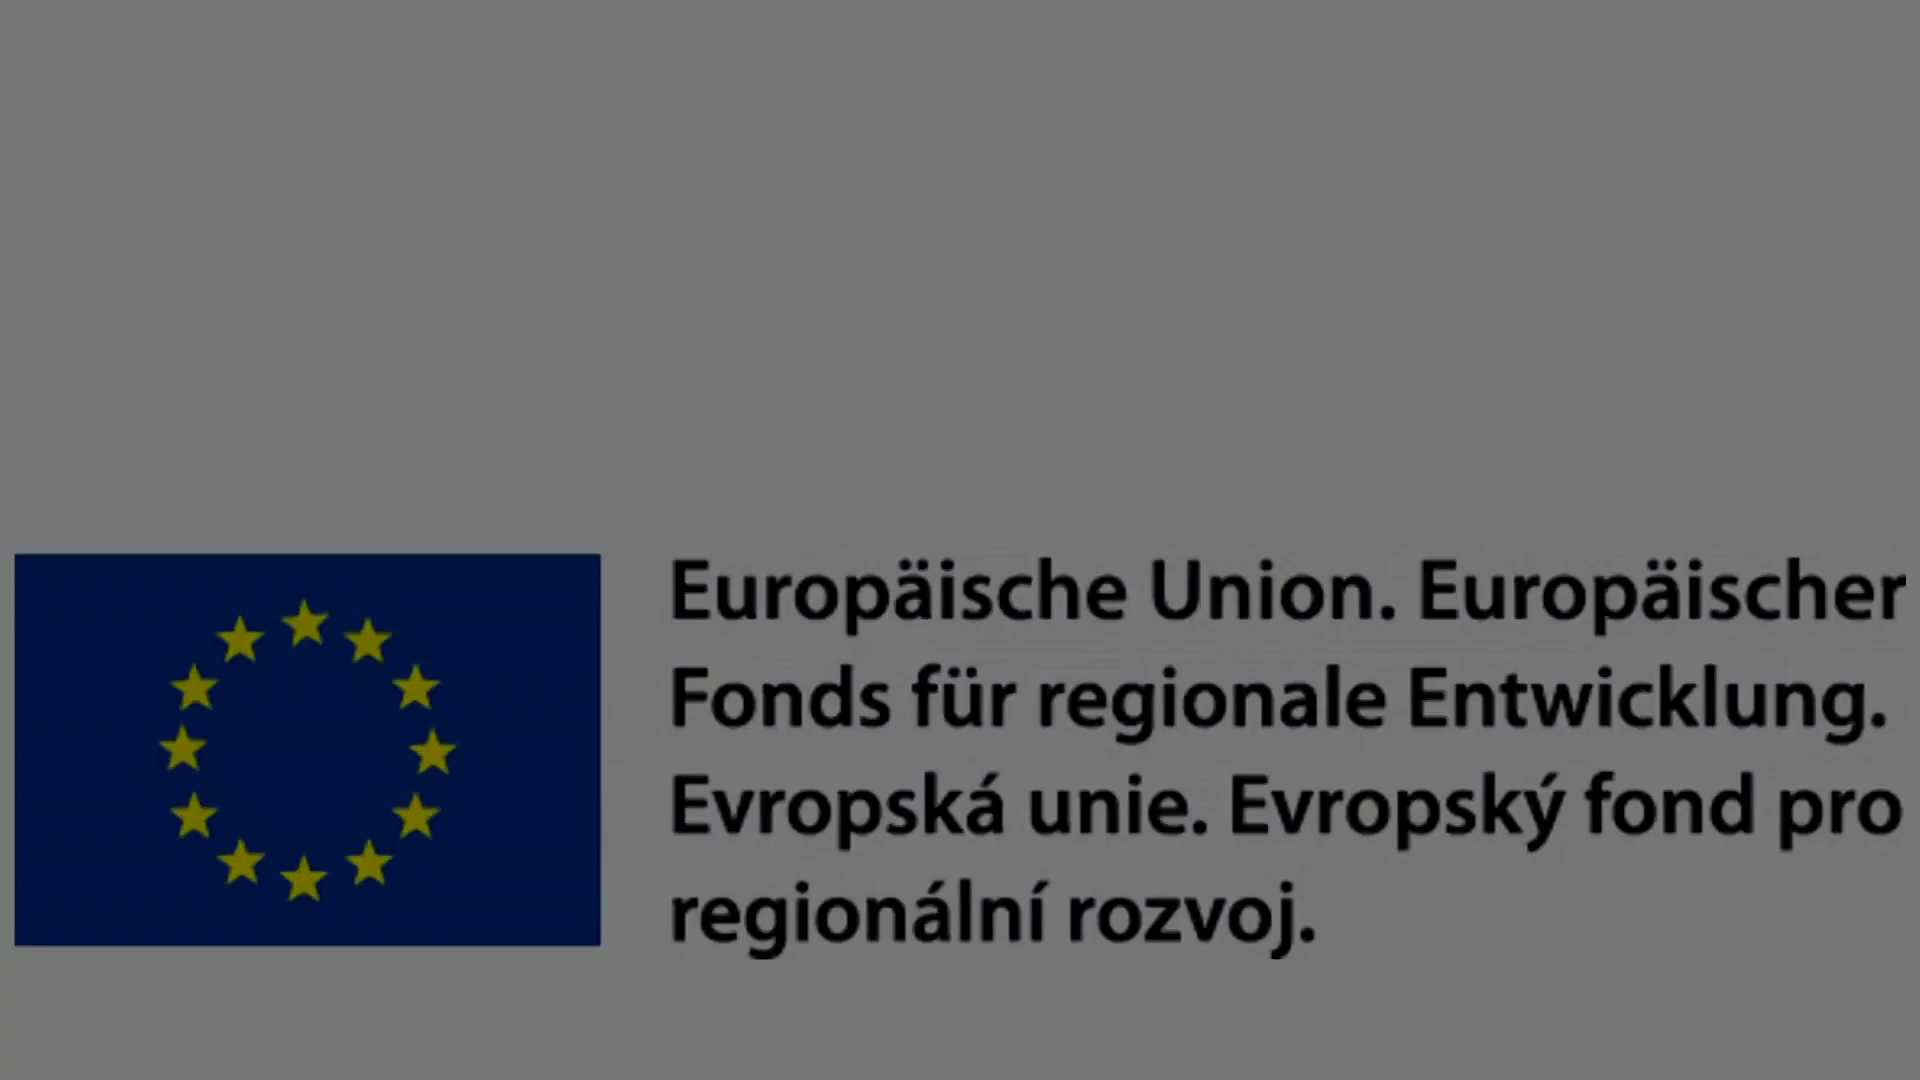 Europäische Union. Europäischer
Fonds für regionale Entwicklung.
Evropská unie. Evropský fond pro
regionální rozvoj.